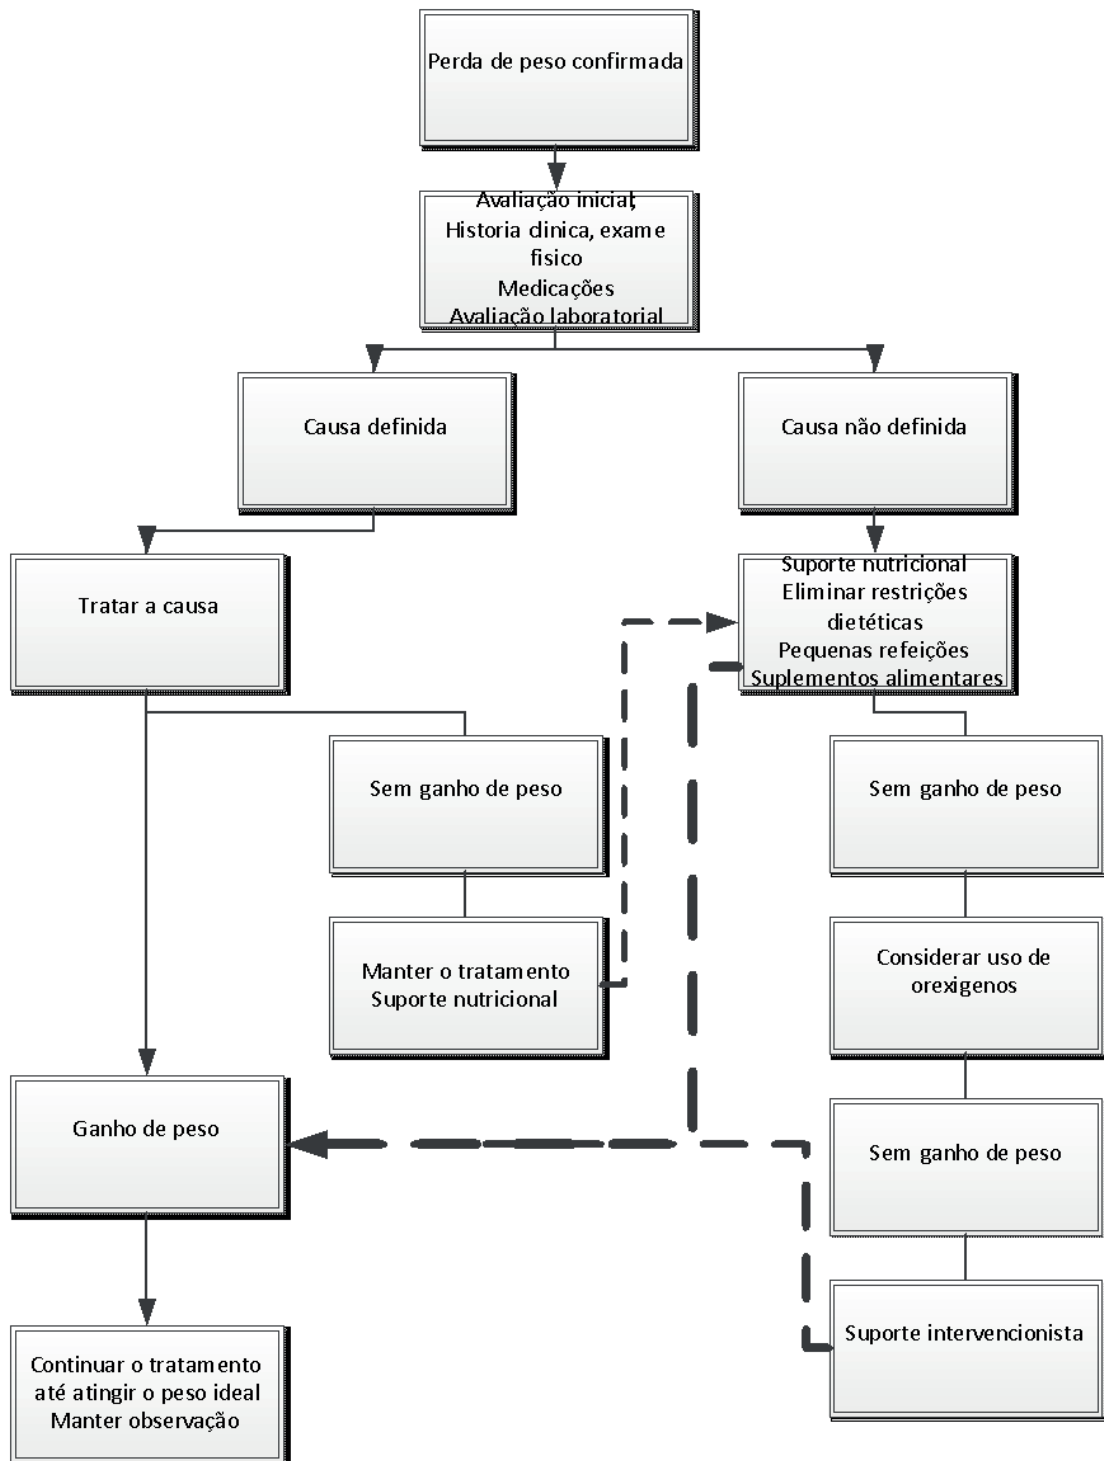 Perda de peso confirmada
Avaliação inicial;
Historia clinica, exame
fisico
Medicações
Avaliação laboratorial
Causa definida
Causa não definida
Tratar a causa
Suporte nutricional
Eliminar restrições
dietéticas
Pequenas refeições
Suplementos alimentares
Sem ganho de peso
Sem ganho de peso
Manter o tratamento
Suporte nutricional
Considerar uso de
orexigenos
Ganho de peso
Sem ganho de peso
Suporte intervencionista
Continuar o tratamento
até atingir o peso ideal
Manter observação